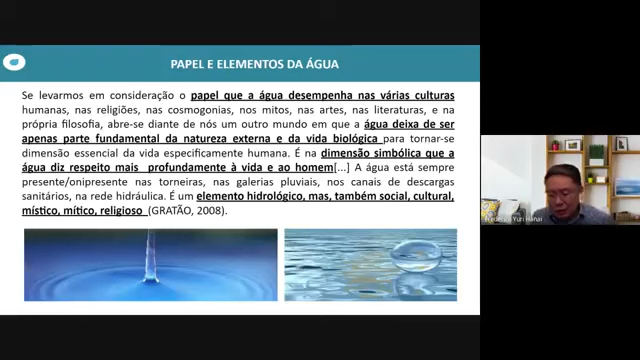 PAPEL E ELEMENTOS DA ÁGUA
Se levarmos em consideração o papel que a água desempenha nas várias culturas
humanas, nas religiões, nas cosmogonias, nos mitos, nas artes, nas literaturas, e na
própria filosofia, abre-se diante de nós um outro mundo em que a água deixa de ser
apenas parte fundamental da natureza externa e da vida biológica para tornar-se
dimensão essencial da vida especificamente humana. É na dimensão simbólica que a
água diz respeito mais profundamente à vida e ao homem[...] A água está sempre
presente/onipresente nas torneiras, nas galerias pluviais, nos canais de descargas
sanitários, na rede hidráulica. É um elemento hidrológico, mas, também social, cultural,
místico, mítico, religioso (GRATÃO, 2008).
Yuri Hanai